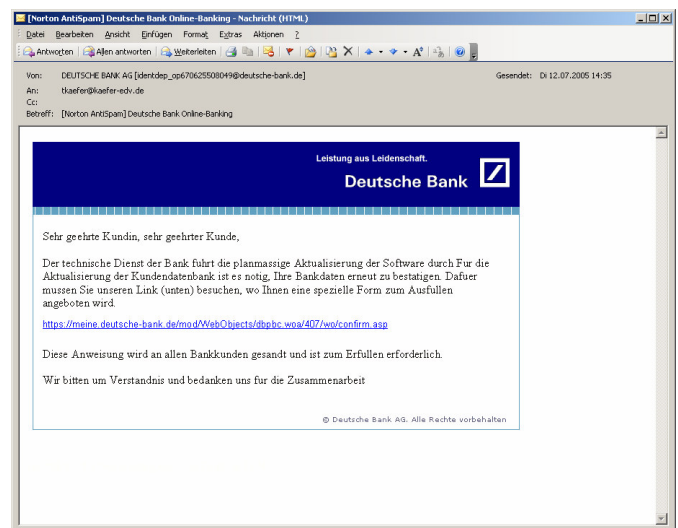 [Norton AntiSpam] Deutsche Bank Online-Banking - Nachricht (HTML)
Datei Bearbeiten Ansicht Einfügen Format Extras Aktionen ?
Antworten Allen antworten Weiterleiten
Von: DEUTSCHE BANK AG [identdep_op670625508049@deutsche-bank.de] Gesendet: Di 12.07.2005 14:35
An: tkaefer@kaefer-edv.de
Cc:
Betreff: [Norton AntiSpam] Deutsche Bank Online-Banking
Leistung aus Leidenschaft.
Deutsche Bank
Sehr geehrte Kundin, sehr geehrter Kunde,
Der technische Dienst der Bank fuhrt die planmassige Aktualisierung der Software durch Fur die
Aktualisierung der Kundendatenbank ist es notig, Ihre Bankdaten erneut zu bestatigen. Dafuer
mussen Sie unseren Link (unten) besuchen, wo Ihnen eine spezielle Form zum Ausfullen
angeboten wird.
https://meine.deutsche-bank.de/mod/WebObjects/dbpbc.woa/407/wo/confirm.asp
Diese Anweisung wird an allen Bankkunden gesandt und ist zum Erfullen erforderlich.
Wir bitten um Verstandnis und bedanken uns fur die Zusammenarbeit
© Deutsche Bank AG. Alle Rechte vorbehalten